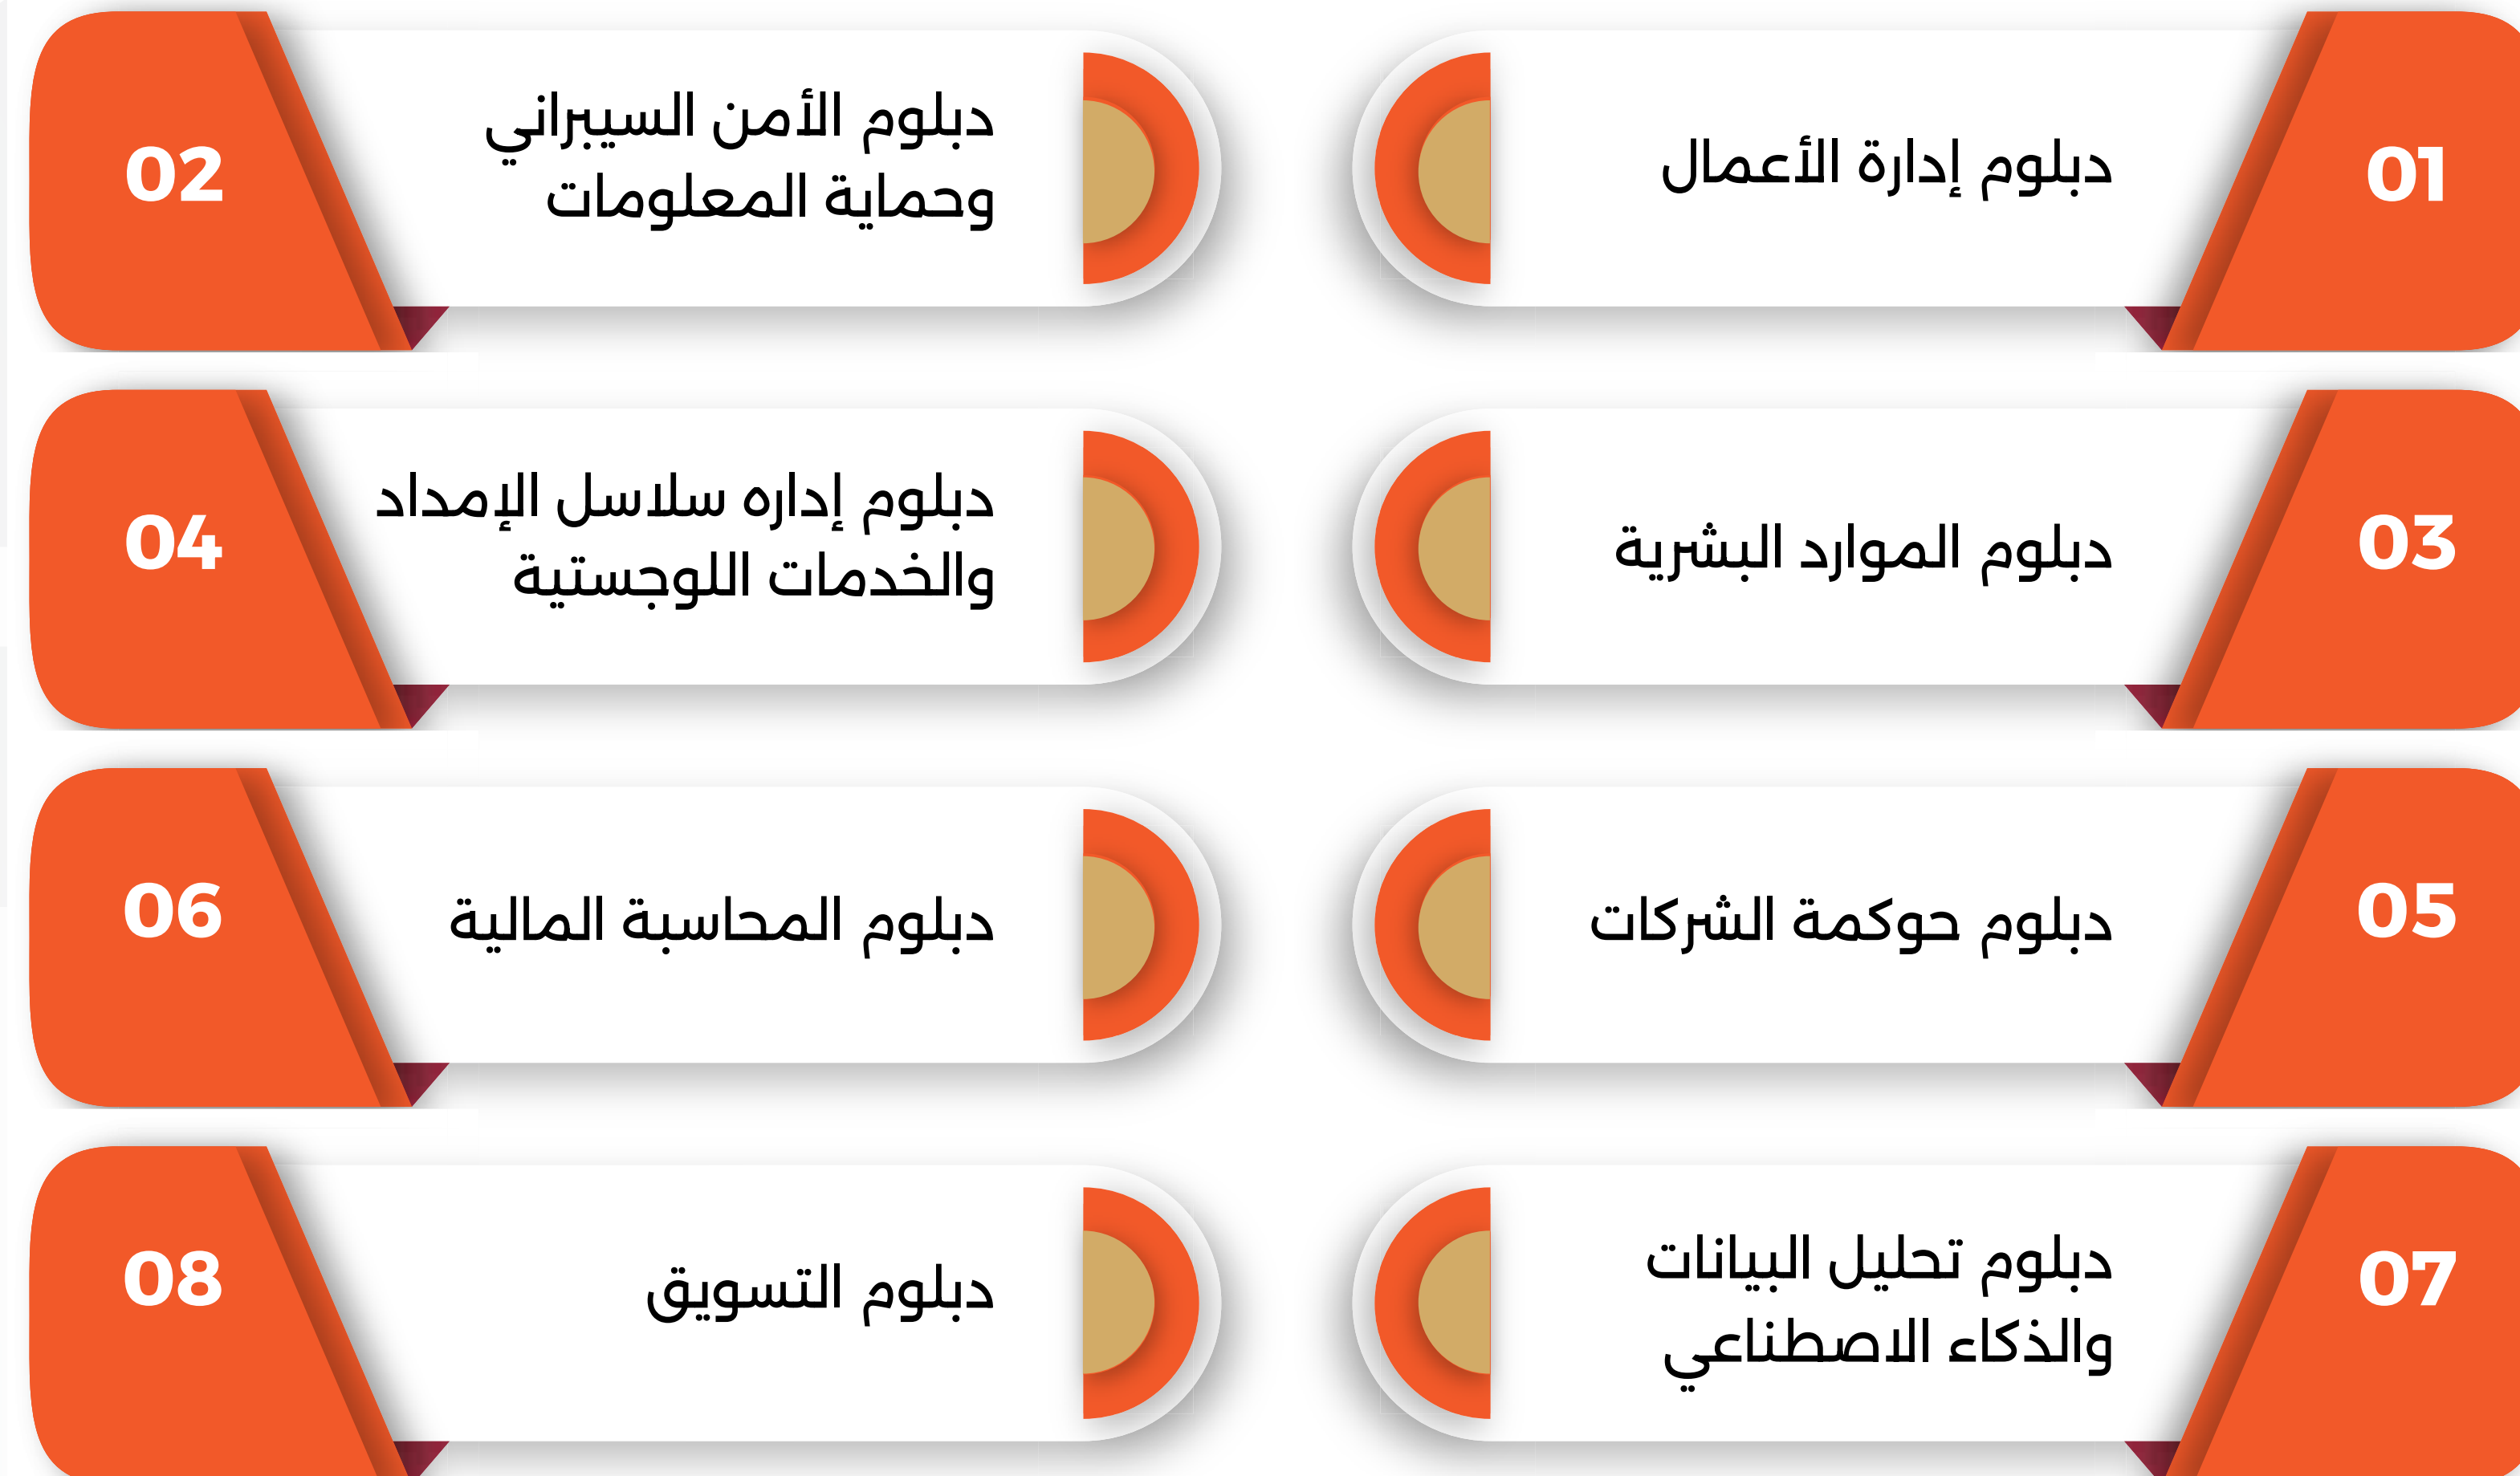 01
دبلوم إدارة الأعمال
02
دبلوم الأمن السيبراني
وحماية المعلومات
03
دبلوم الموارد البشرية
04
دبلوم إداره سلاسل الإمداد
والخدمات اللوجستية
05
دبلوم حوكمة الشركات
06
دبلوم المحاسبة المالية
07
دبلوم تحليل البيانات
والذكاء الاصطناعي
08
دبلوم التسويق